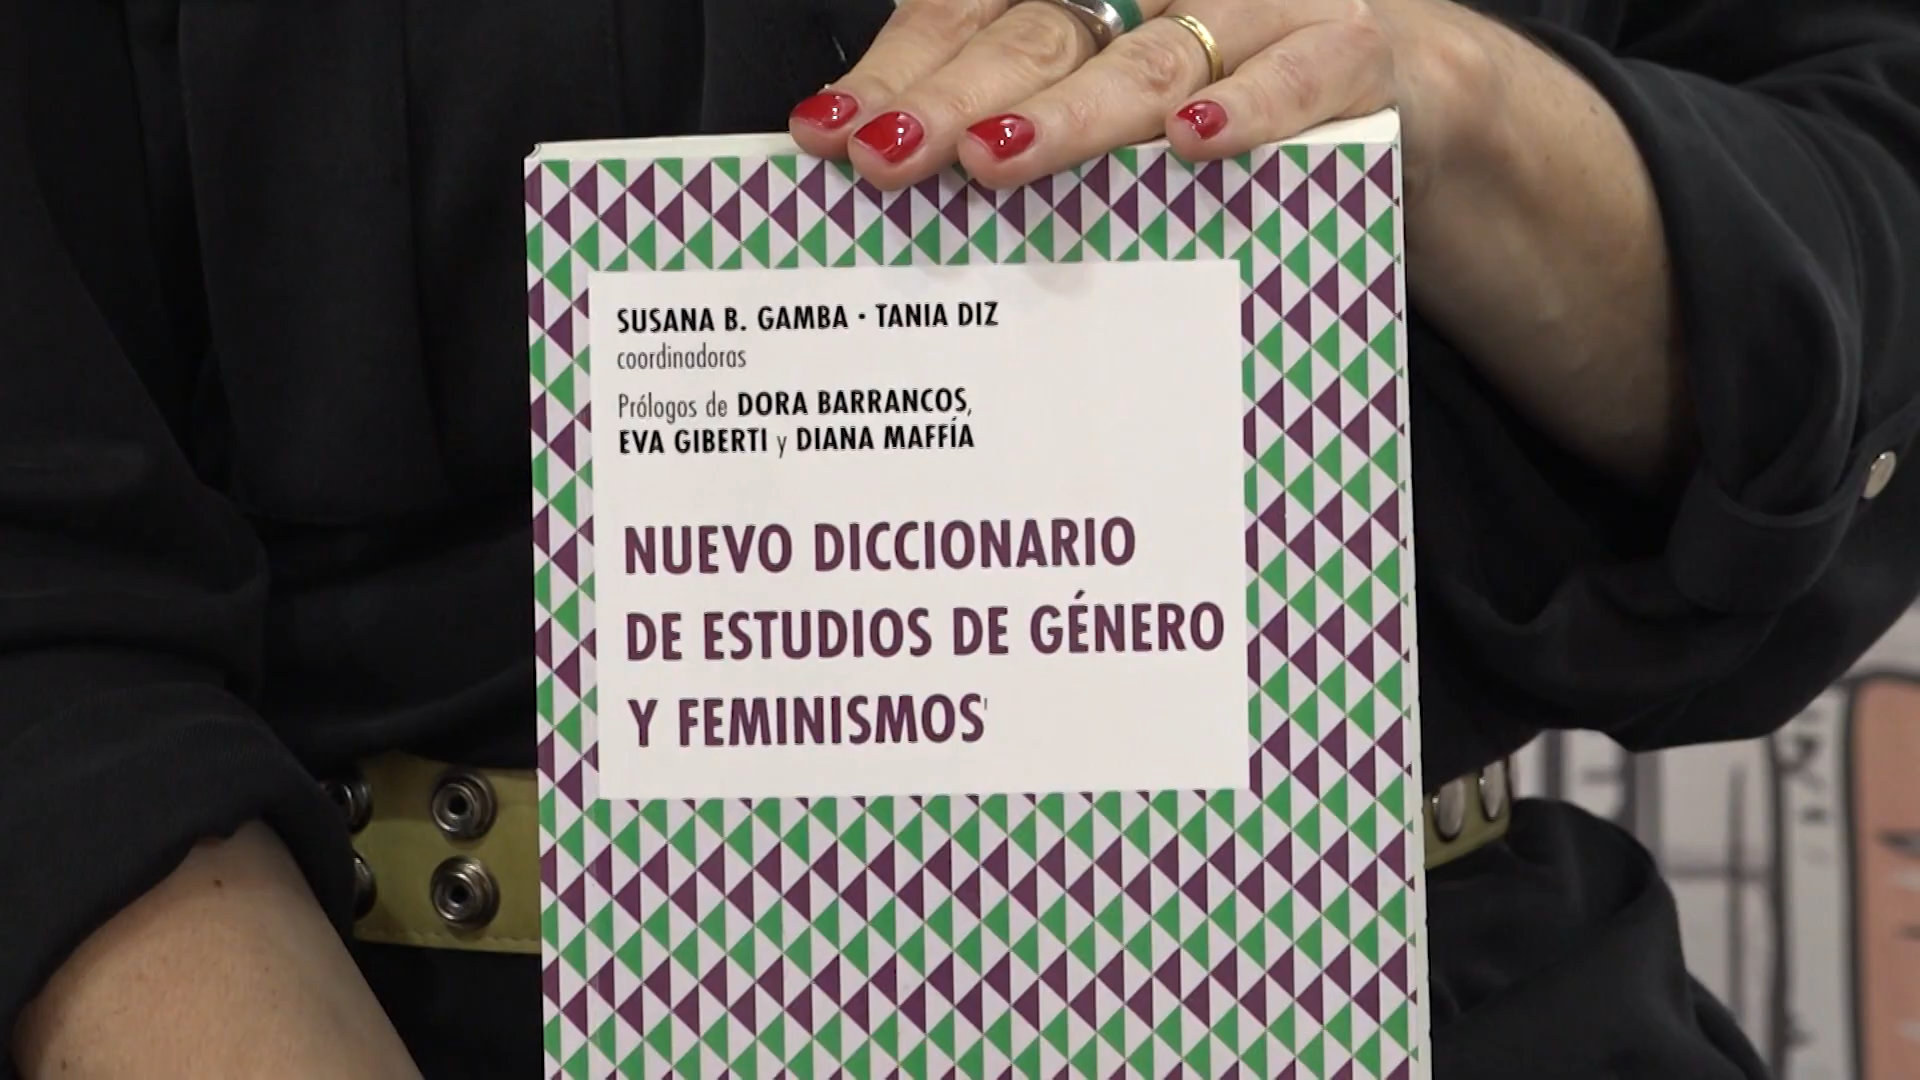 SUSANA B. GAMBA · TANIA DIZ
coordinadoras
Prólogos de DORA BARRANCOS,
EVA GIBERTI y DIANA MAFFÍA
NUEVO DICCIONARIO
DE ESTUDIOS DE GÉNERO
Y FEMINISMOS